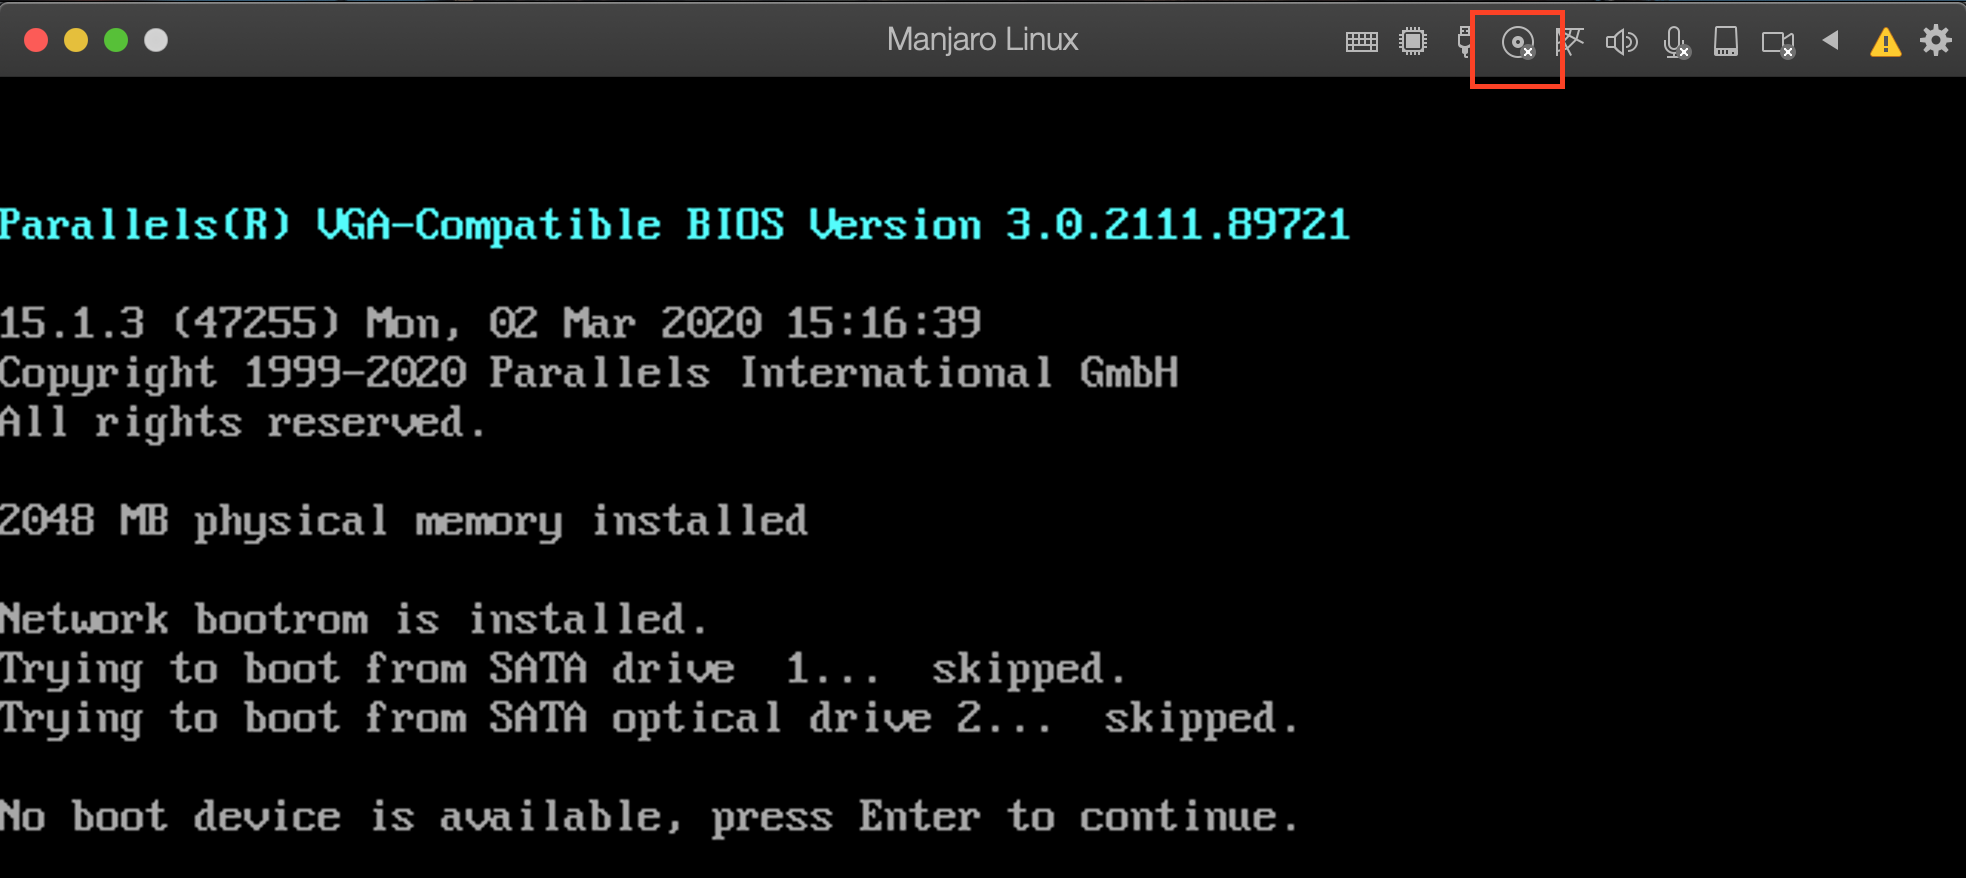 Manjaro Linux
Parallels(R) VGA-Compatible BIOS Version 3.0.2111.89721
15.1.3 (47255) Mon, 02 Mar 2020 15:16:39
Copyright 1999-2020 Parallels International GmbH
All rights reserved.
2048 MB physical memory installed
Network bootrom is installed.
Trying to boot from SATA drive  1...  skipped.
Trying to boot from SATA optical drive 2...  skipped.
No boot device is available, press Enter to continue.